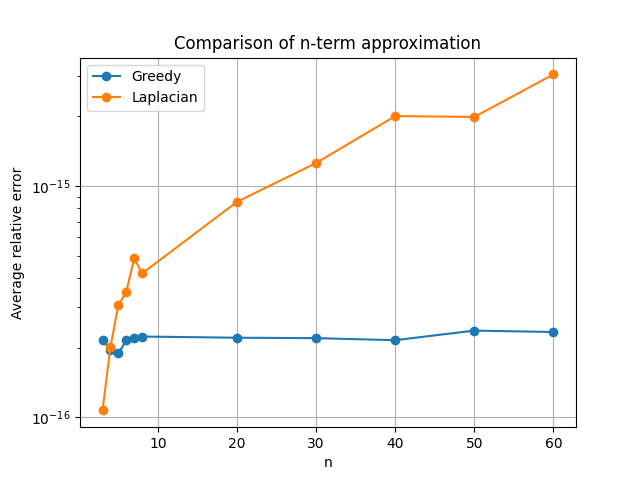 Comparison of n-term approximation
Greedy
Laplacian
Average relative error
10⁻¹⁵
10⁻¹⁶
10 20 30 40 50 60
n